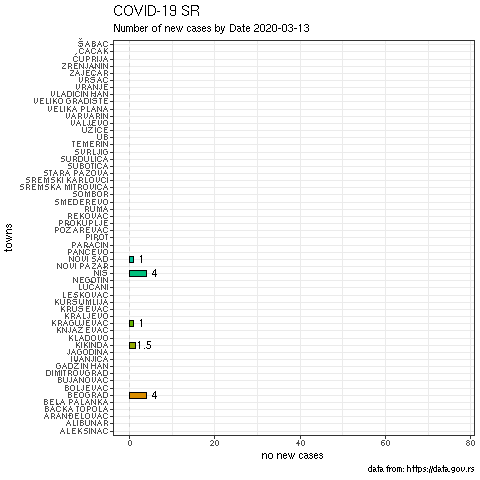 COVID-19 SR
Number of new cases by Date 2020-03-13
ŠABAC
ČAČAK
ĆUPRIJA
ZRENJANIN
ZAJEČAR
VRŠAC
VRANJE
VLADIČIN HAN
VELIKO GRADIŠTE
VELIKA PLANA
VARVARIN
VALJEVO
UŽICE
UB
TEMERIN
SVRLJIG
SURDULICA
SUBOTICA
STARA PAZOVA
SREMSKI KARLOVCI
SREMSKA MITROVICA
SOMBOR
SMEDEREVO
RUMA
REKOVAC
PROKUPLJE
POŽAREVAC
PIROT
PARAĆIN
PANČEVO
NOVI SAD 1
NOVI PAZAR
NIŠ 4
NEGOTIN
LUČANI
LESKOVAC
KURŠUMLIJA
KRUŠEVAC
KRALJEVO
KRAGUJEVAC 1
KNJAŽEVAC
KLADOVO
KIKINDA 1.5
JAGODINA
IVANJICA
GADŽIN HAN
DIMITROVGRAD
BUJANOVAC
BOLJEVAC
BEOGRAD 4
BELA PALANKA
BAČKA TOPOLA
ARANĐELOVAC
ALIBUNAR
ALEKSINAC
towns
0 20 40 60 80
no new cases
data from: https://data.gov.rs